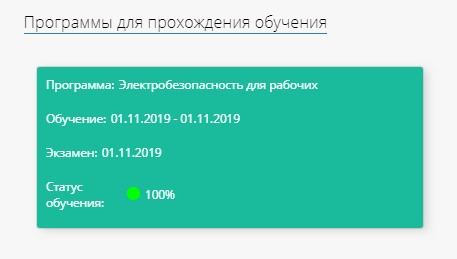 Программы для прохождения обучения
Программа: Электробезопасность для рабочих
Обучение: 01.11.2019 - 01.11.2019
Экзамен: 01.11.2019
Статус
обучения:
100%